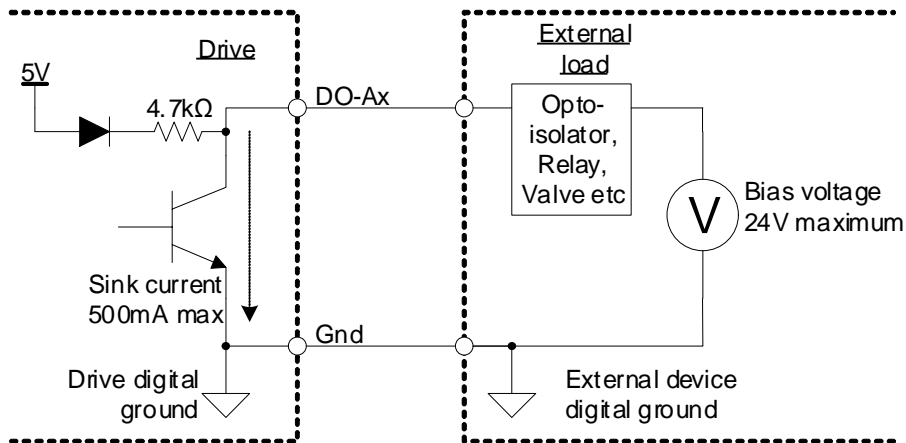 Drive
External
load
5V
4.7kΩ
DO-Ax
Opto-
isolator,
Relay,
Valve etc
V
Bias voltage
24V maximum
Sink current
500mA max
Gnd
Drive digital
ground
External device
digital ground